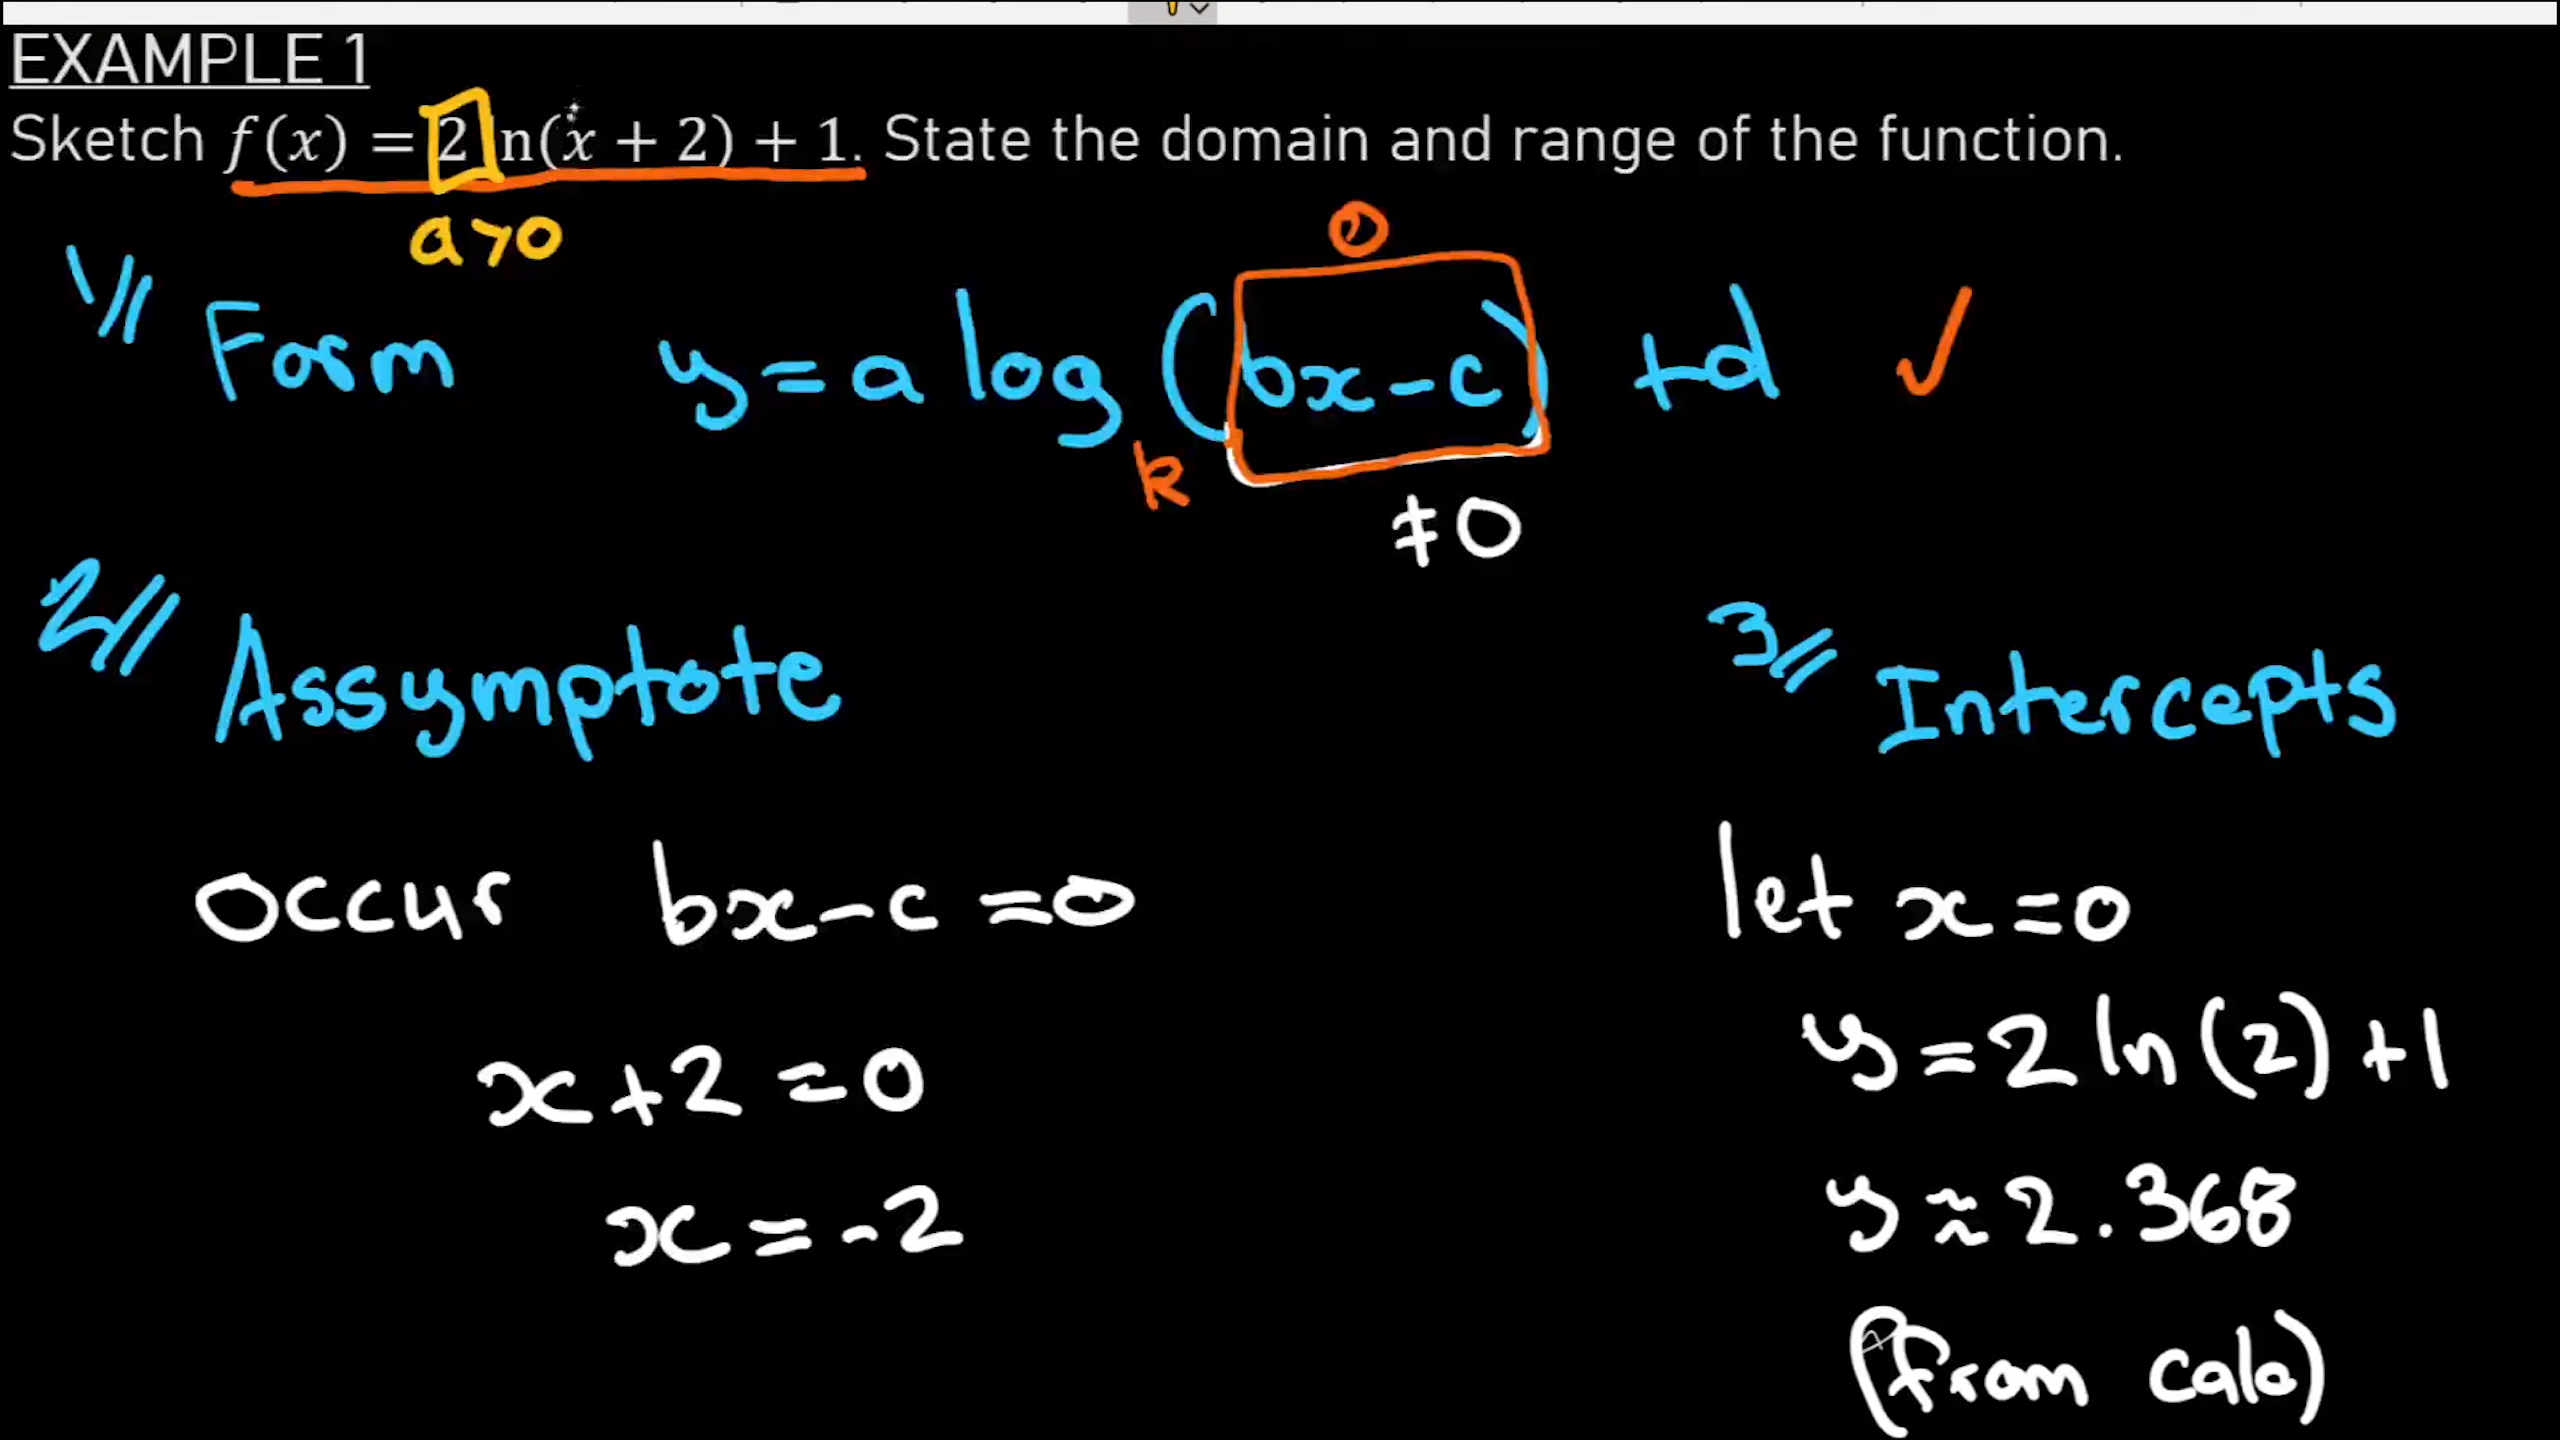 EXAMPLE 1
Sketch f(x) = 2 ln(x + 2) + 1. State the domain and range of the function.
a>0
1// Form y = a log k (bx-c) +d ✓
≠0
2// Assymptote
occur bx-c =0
x+2=0
x=-2
3// Intercepts
let x=0
y=2 ln(2)+1
y≈2.368
(from calc)